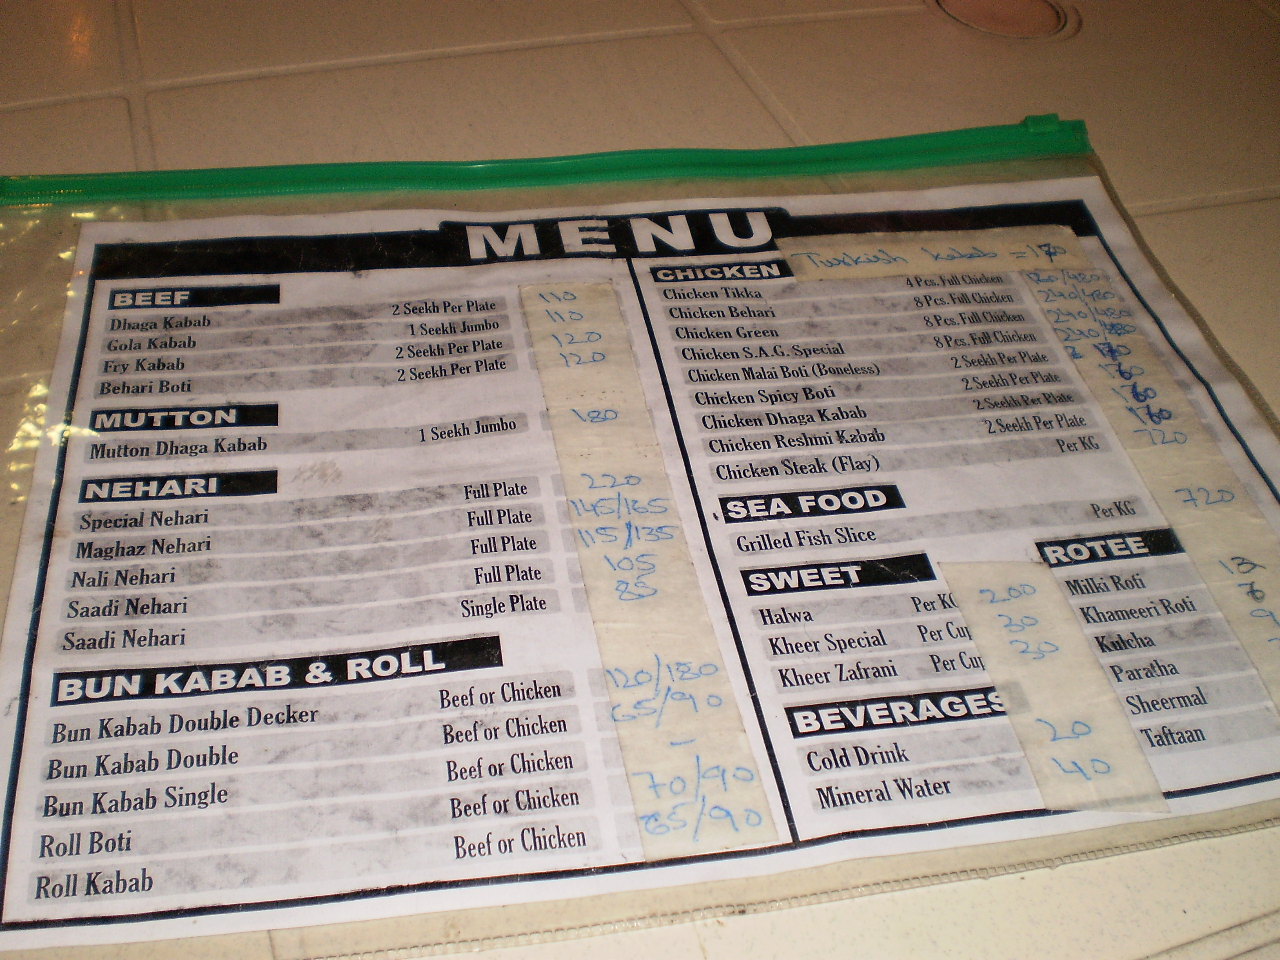 MENU
BEEF
Dhaga Kabab 2 Seekh Per Plate 110
Gola Kabab 1 Seekh Jumbo 110
Fry Kabab 2 Seekh Per Plate 120
Behari Boti 2 Seekh Per Plate 120
MUTTON
Mutton Dhaga Kabab 1 Seekh Jumbo 180
NEHARI
Special Nehari Full Plate 220
Maghaz Nehari Full Plate 145/165
Nali Nehari Full Plate 115/135
Saadi Nehari Full Plate 105
Saadi Nehari Single Plate 85
BUN KABAB & ROLL
Bun Kabab Double Decker Beef or Chicken 120/180
Bun Kabab Double Beef or Chicken 65/90
Bun Kabab Single Beef or Chicken –
Roll Boti Beef or Chicken 70/90
Roll Kabab Beef or Chicken 65/90
Turkish Kabab =170
CHICKEN
Chicken Tikka 4 Pcs. Full Chicken
Chicken Behari 8 Pcs. Full Chicken 240/480
Chicken Green 8 Pcs. Full Chicken 240/480
Chicken S.A.G. Special 8 Pcs. Full Chicken 240/480
Chicken Malai Boti (Boneless) 2 Seekh Per Plate
Chicken Spicy Boti 2 Seekh Per Plate 160
Chicken Dhaga Kabab 2 Seekh Per Plate 160
Chicken Reshmi Kabab 2 Seekh Per Plate 160
Chicken Steak (Flay) Per KG 720
SEA FOOD
Grilled Fish Slice Per KG 720
SWEET
Halwa Per KG 200
Kheer Special Per Cup 30
Kheer Zafrani Per Cup 30
BEVERAGES
Cold Drink 20
Mineral Water 40
ROTEE
Milki Roti
Khameeri Roti
Kulcha
Paratha
Sheermal
Taftaan